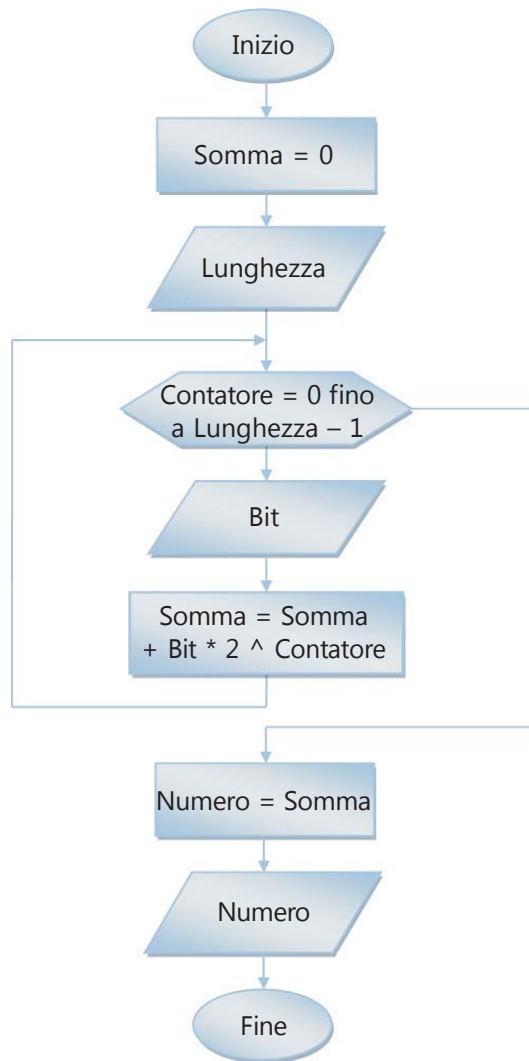 Inizio
Somma = 0
Lunghezza
Contatore = 0 fino
a Lunghezza – 1
Bit
Somma = Somma
+ Bit * 2 ^ Contatore
Numero = Somma
Numero
Fine